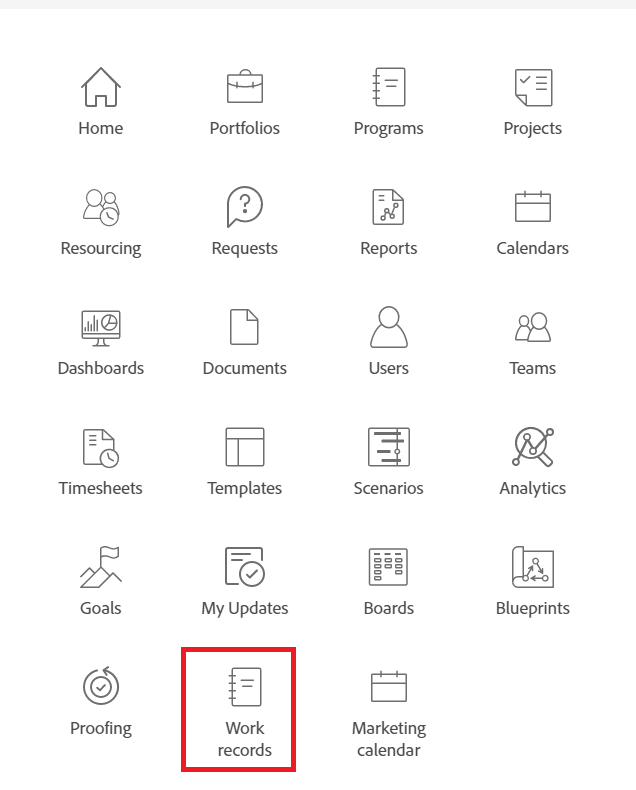 Home
Portfolios
Programs
Projects
Resourcing
Requests
Reports
Calendars
Dashboards
Documents
Users
Teams
Timesheets
Templates
Scenarios
Analytics
Goals
My Updates
Boards
Blueprints
Proofing
Work
records
Marketing
calendar